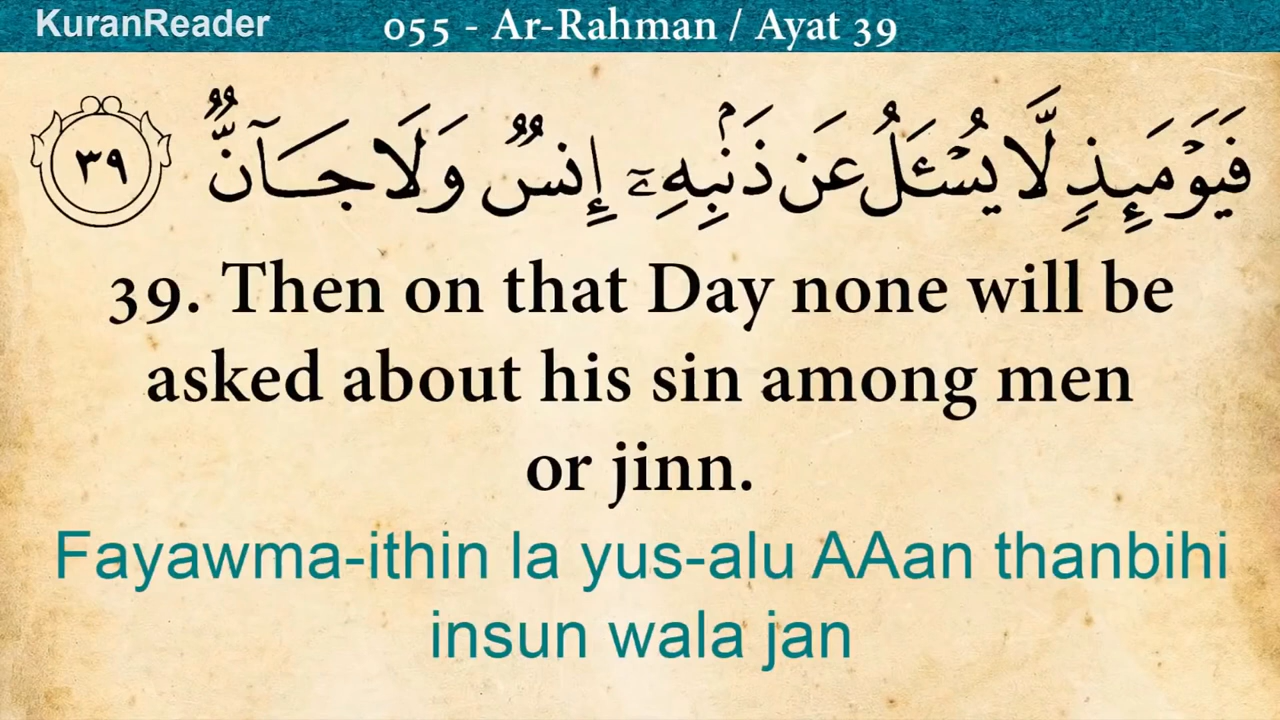 KuranReader
055 - Ar-Rahman / Ayat 39
فَيَوْمَئِذٍ لَّا يُسْـَٔلُ عَن ذَنۢبِهِۦٓ إِنسٌ وَلَا جَآنٌّ ٣٩
39. Then on that Day none will be
asked about his sin among men
or jinn.
Fayawma-ithin la yus-alu AAan thanbihi
insun wala jan